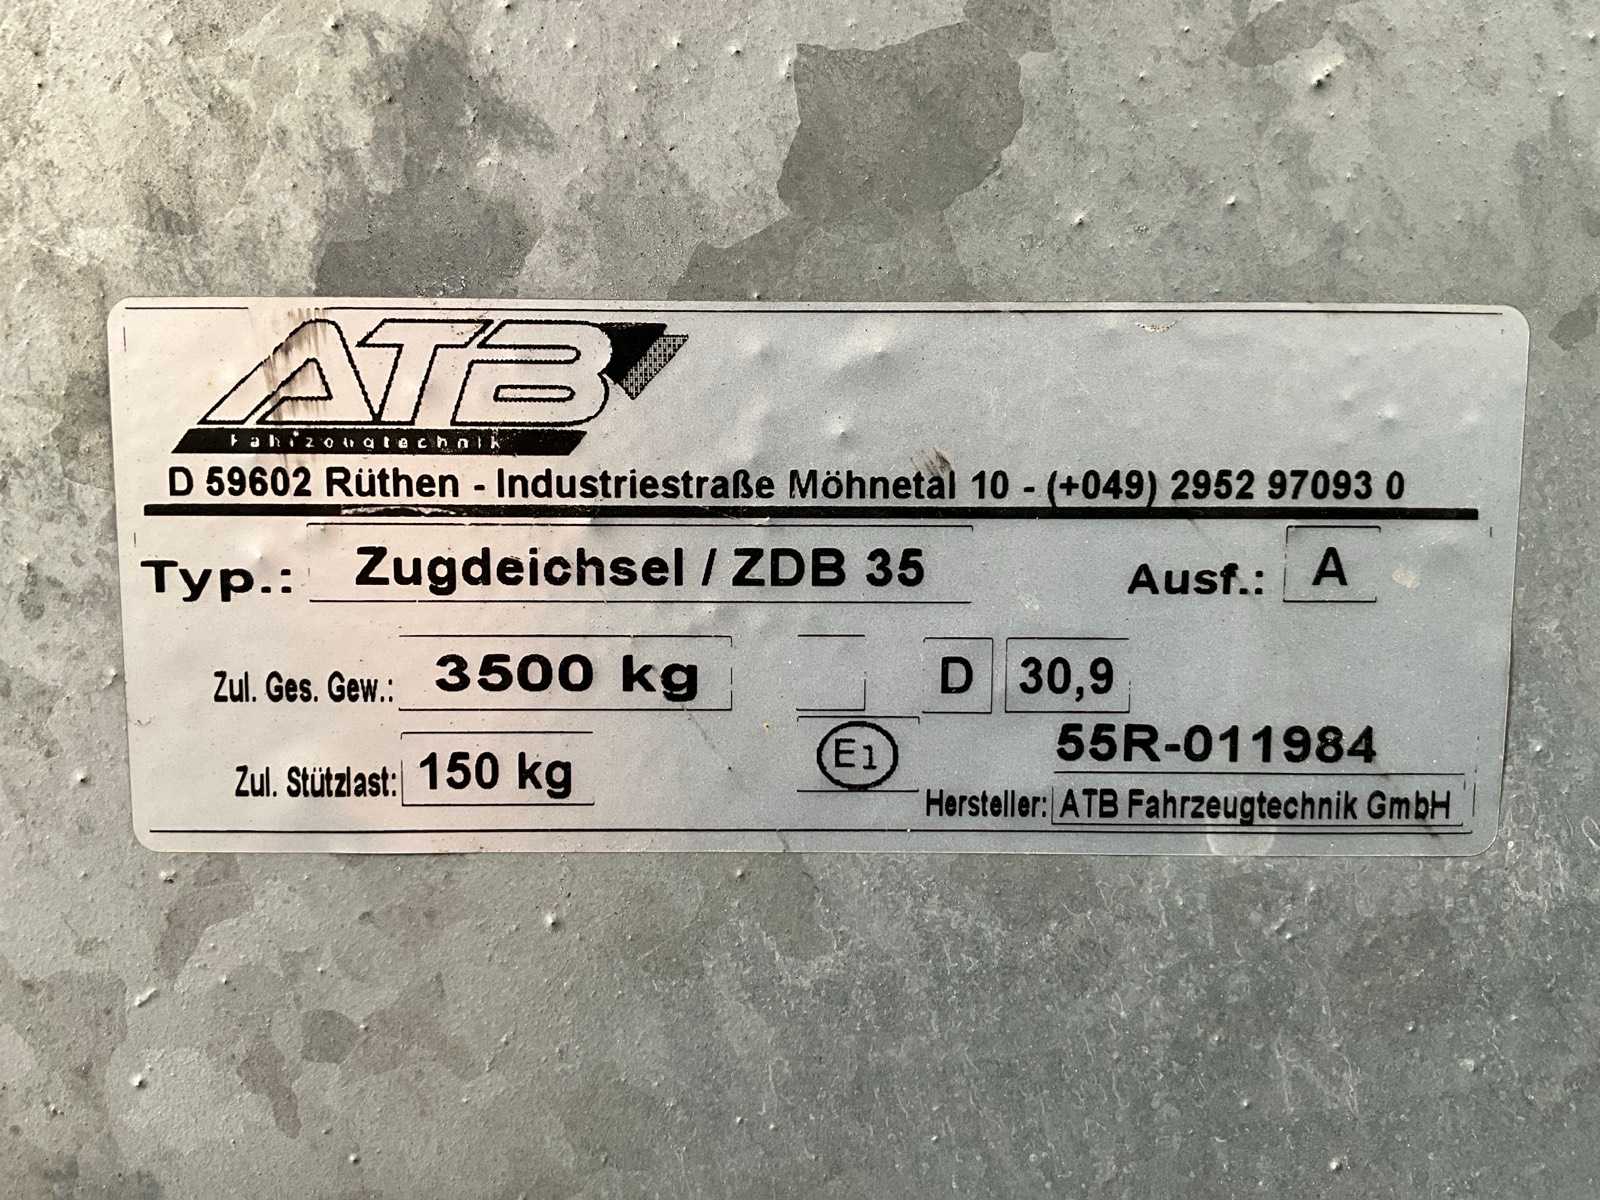 ATB
Fahrzeugtechnik
D 59602 Rüthen - Industriestraße Möhnetal 10 - (+049) 2952 97093 0
Typ.: Zugdeichsel / ZDB 35 Ausf.: A
Zul. Ges. Gew.: 3500 kg D 30,9
Zul. Stützlast: 150 kg E1 55R-011984
Hersteller: ATB Fahrzeugtechnik GmbH